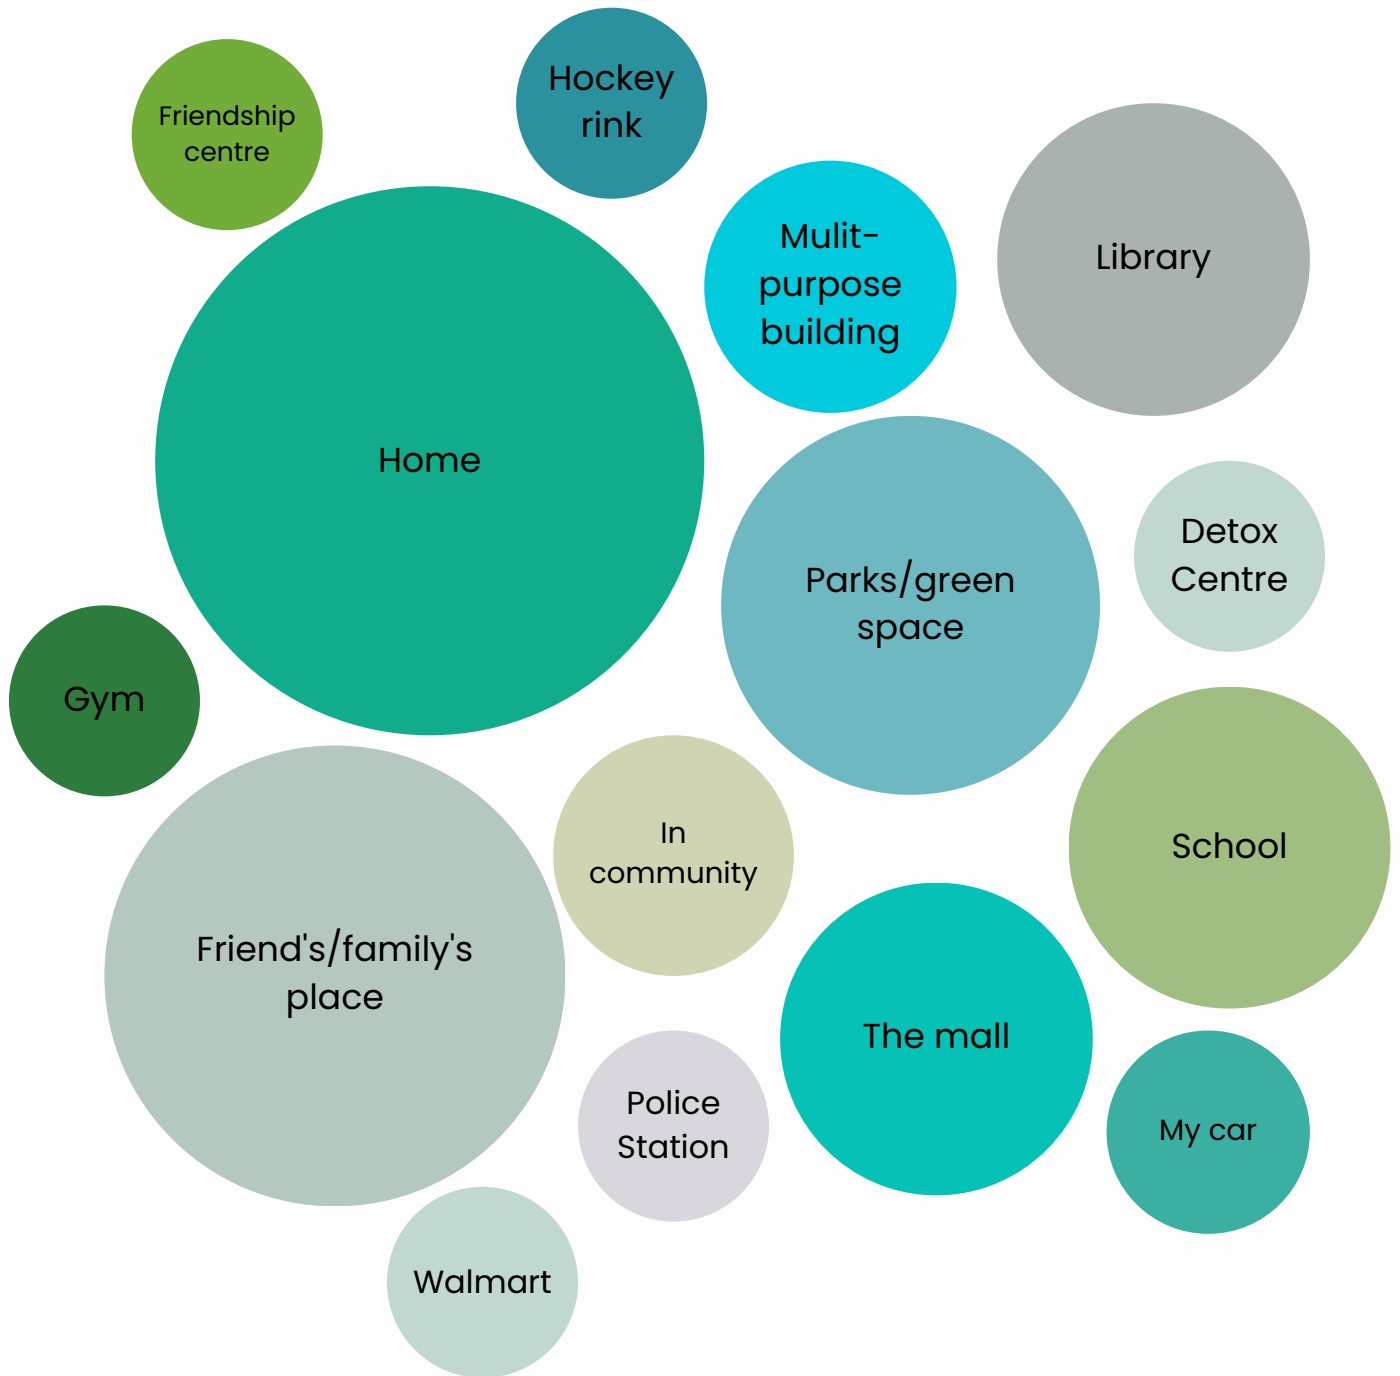 Friendship
centre
Hockey
rink
Mulit-
purpose
building
Library
Home
Parks/green
space
Detox
Centre
Gym
In
community
School
Friend's/family's
place
The mall
Police
Station
My car
Walmart